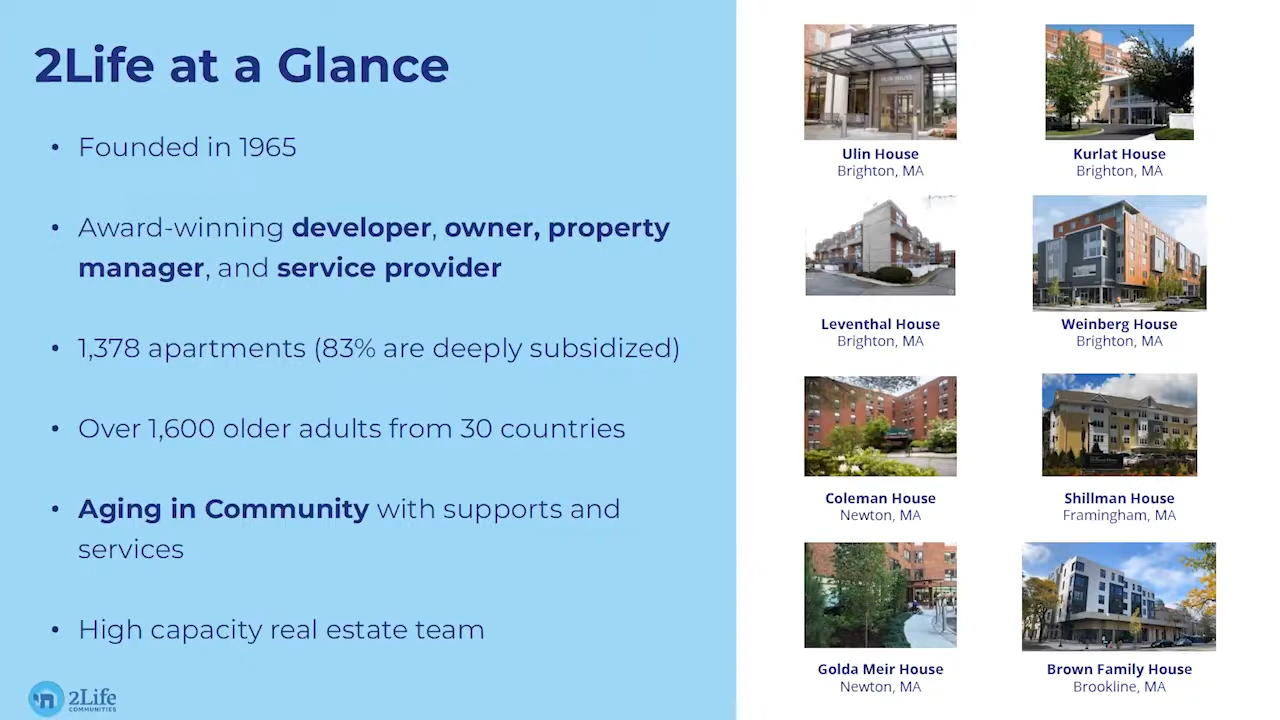 2Life at a Glance
• Founded in 1965
• Award-winning developer, owner, property
manager, and service provider
• 1,378 apartments (83% are deeply subsidized)
• Over 1,600 older adults from 30 countries
• Aging in Community with supports and
services
• High capacity real estate team
2Life
COMMUNITIES
ULIN HOUSE
Ulin House
Brighton, MA
Kurlat House
Brighton, MA
Leventhal House
Brighton, MA
Weinberg House
Brighton, MA
Coleman House
Newton, MA
Shillman House
Framingham, MA
Golda Meir House
Newton, MA
Brown Family House
Brookline, MA